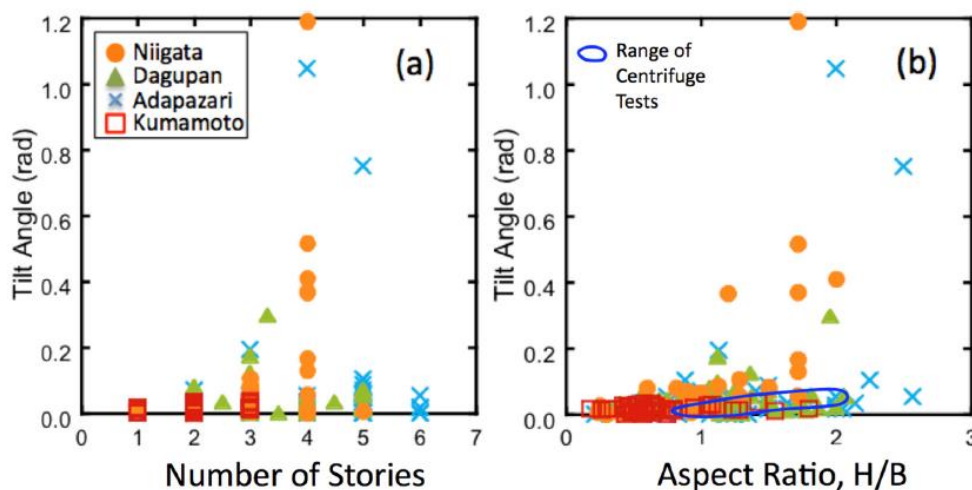 1.2
1.0
0.8
0.6
0.4
0.2
0.0
Tilt Angle (rad)
Niigata
Dagupan
Adapazari
Kumamoto
(a)
0 1 2 3 4 5 6 7
Number of Stories
1.2
1.0
0.8
0.6
0.4
0.2
0.0
Tilt Angle (rad)
Range of
Centrifuge
Tests
(b)
0 1 2 3
Aspect Ratio, H/B